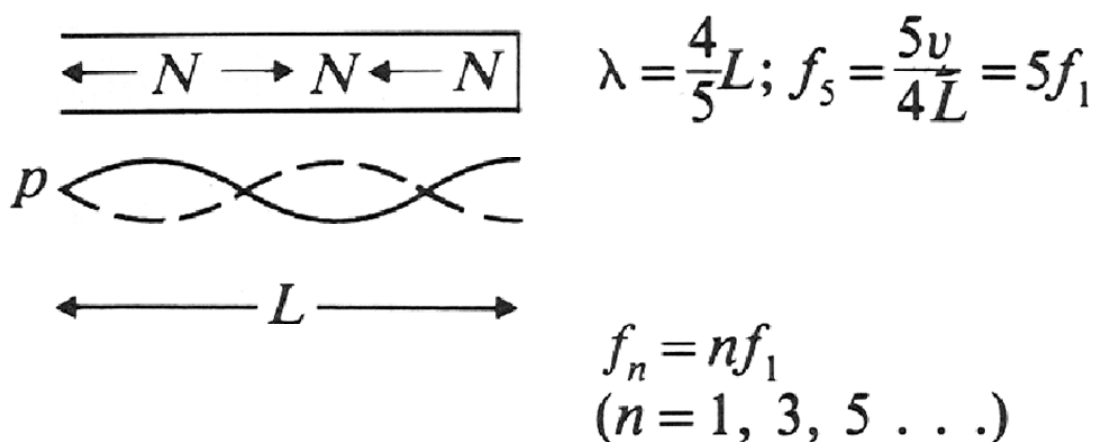 N N N
λ = 4/5 L; f₅ = 5υ/4L = 5f₁
p
L
fₙ = nf₁
(n = 1, 3, 5 . . .)